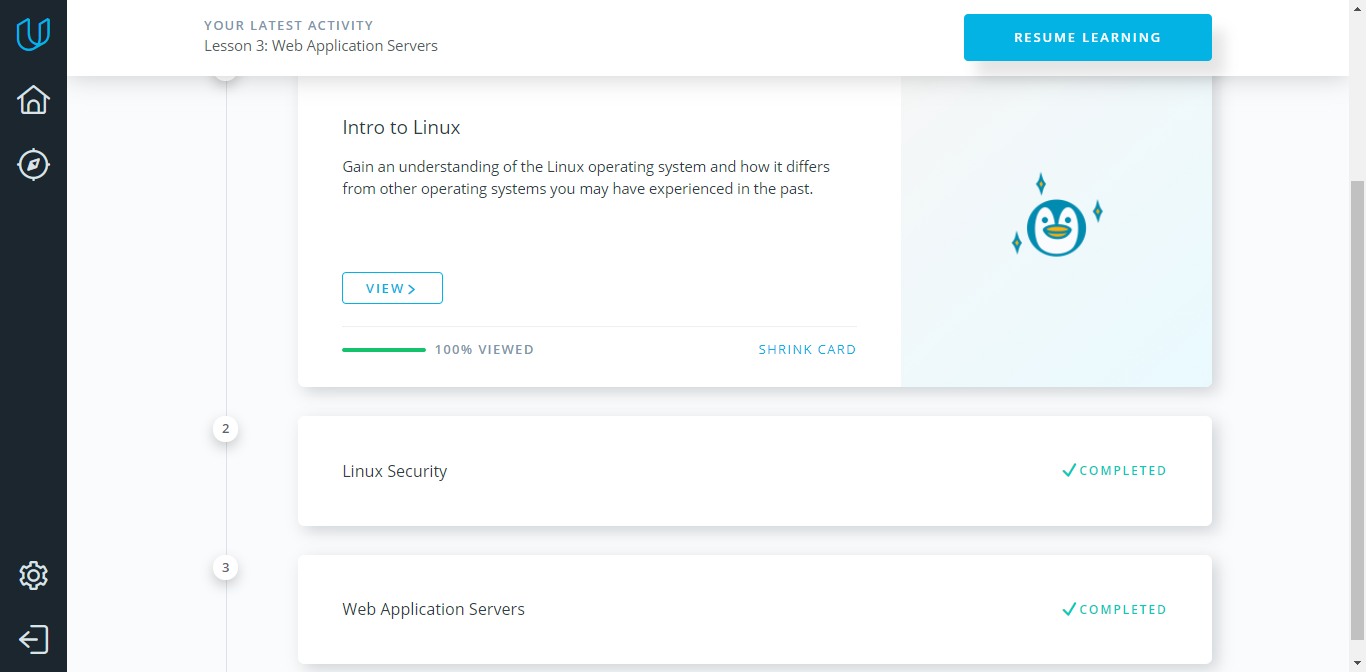 YOUR LATEST ACTIVITY
Lesson 3: Web Application Servers
RESUME LEARNING
Intro to Linux
Gain an understanding of the Linux operating system and how it differs
from other operating systems you may have experienced in the past.
VIEW
100% VIEWED
SHRINK CARD
2
Linux Security
COMPLETED
3
Web Application Servers
COMPLETED